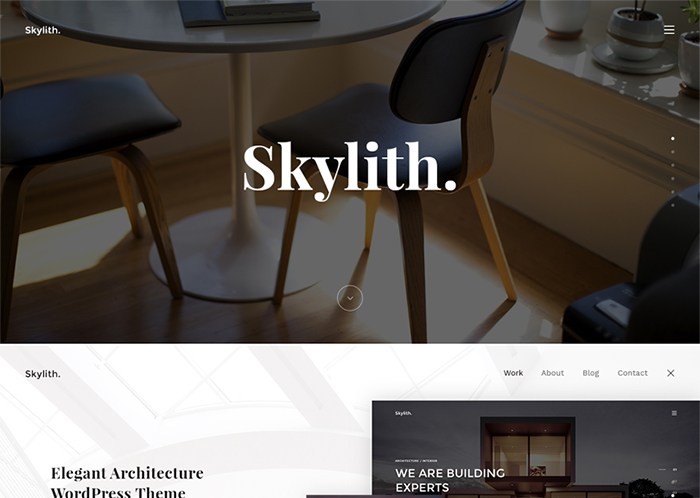 Skylith.
Skylith.
Skylith.
Work About Blog Contact
Skylith.
ARCHITECTURE / INTERIOR
WE ARE BUILDING
EXPERTS
Elegant Architecture
WordPress Theme